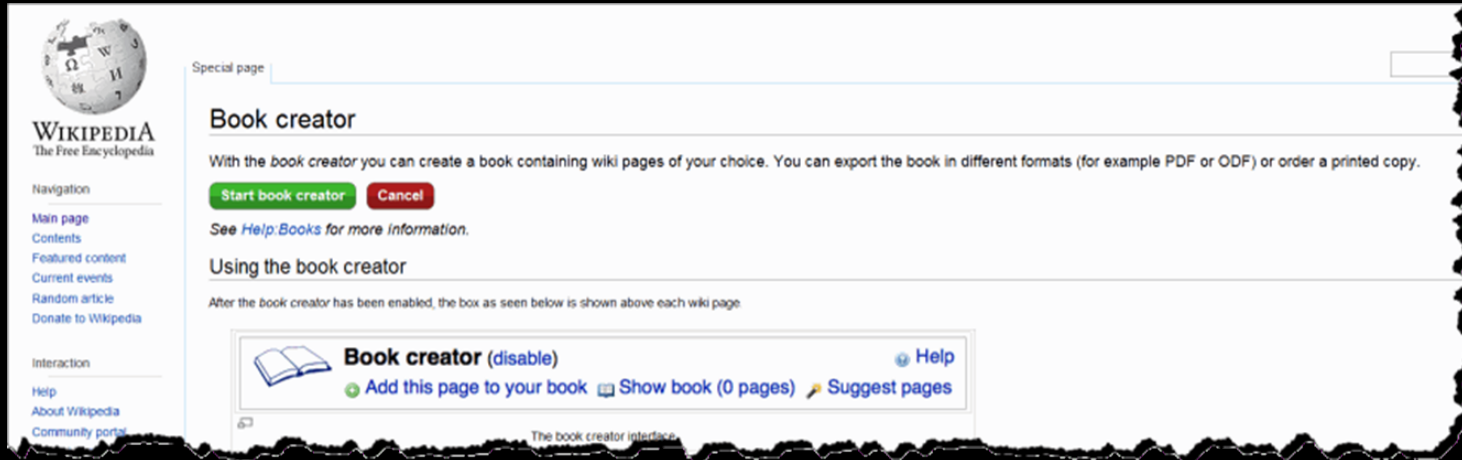 WIKIPEDIA
The Free Encyclopedia
Navigation
Main page
Contents
Featured content
Current events
Random article
Donate to Wikipedia
Interaction
Help
About Wikipedia
Community portal
Special page
Book creator
With the book creator you can create a book containing wiki pages of your choice. You can export the book in different formats (for example PDF or ODF) or order a printed copy.
Start book creator Cancel
See Help:Books for more information.
Using the book creator
After the book creator has been enabled, the box as seen below is shown above each wiki page.
Book creator (disable) Help
Add this page to your book Show book (0 pages) Suggest pages
The book creator interface